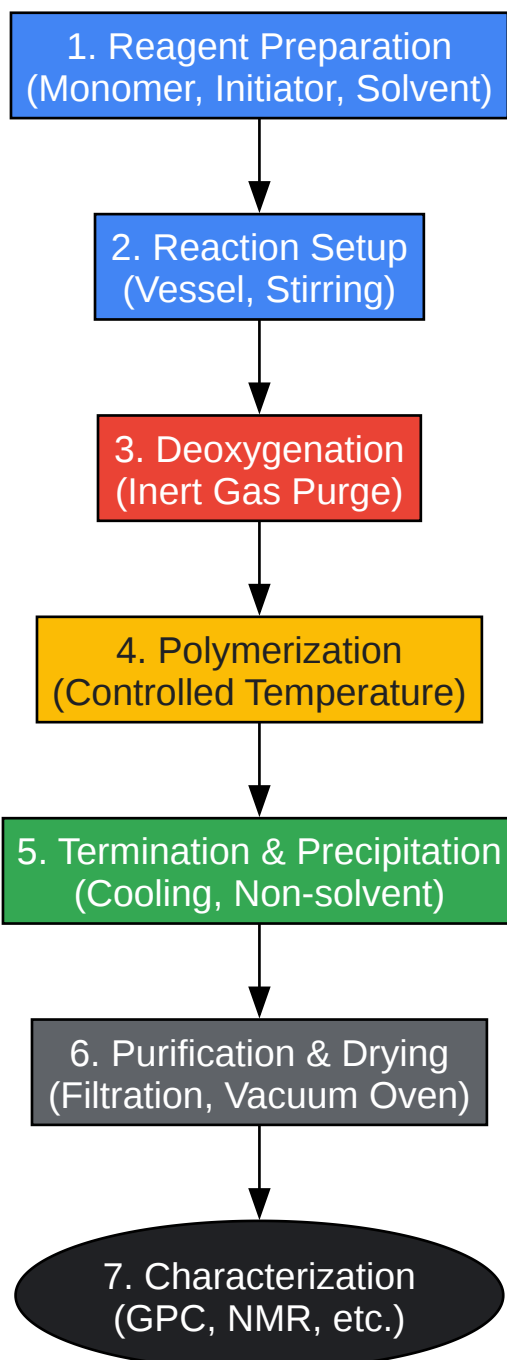 1. Reagent Preparation
(Monomer, Initiator, Solvent)
2. Reaction Setup
(Vessel, Stirring)
3. Deoxygenation
(Inert Gas Purge)
4. Polymerization
(Controlled Temperature)
5. Termination & Precipitation
(Cooling, Non-solvent)
6. Purification & Drying
(Filtration, Vacuum Oven)
7. Characterization
(GPC, NMR, etc.)